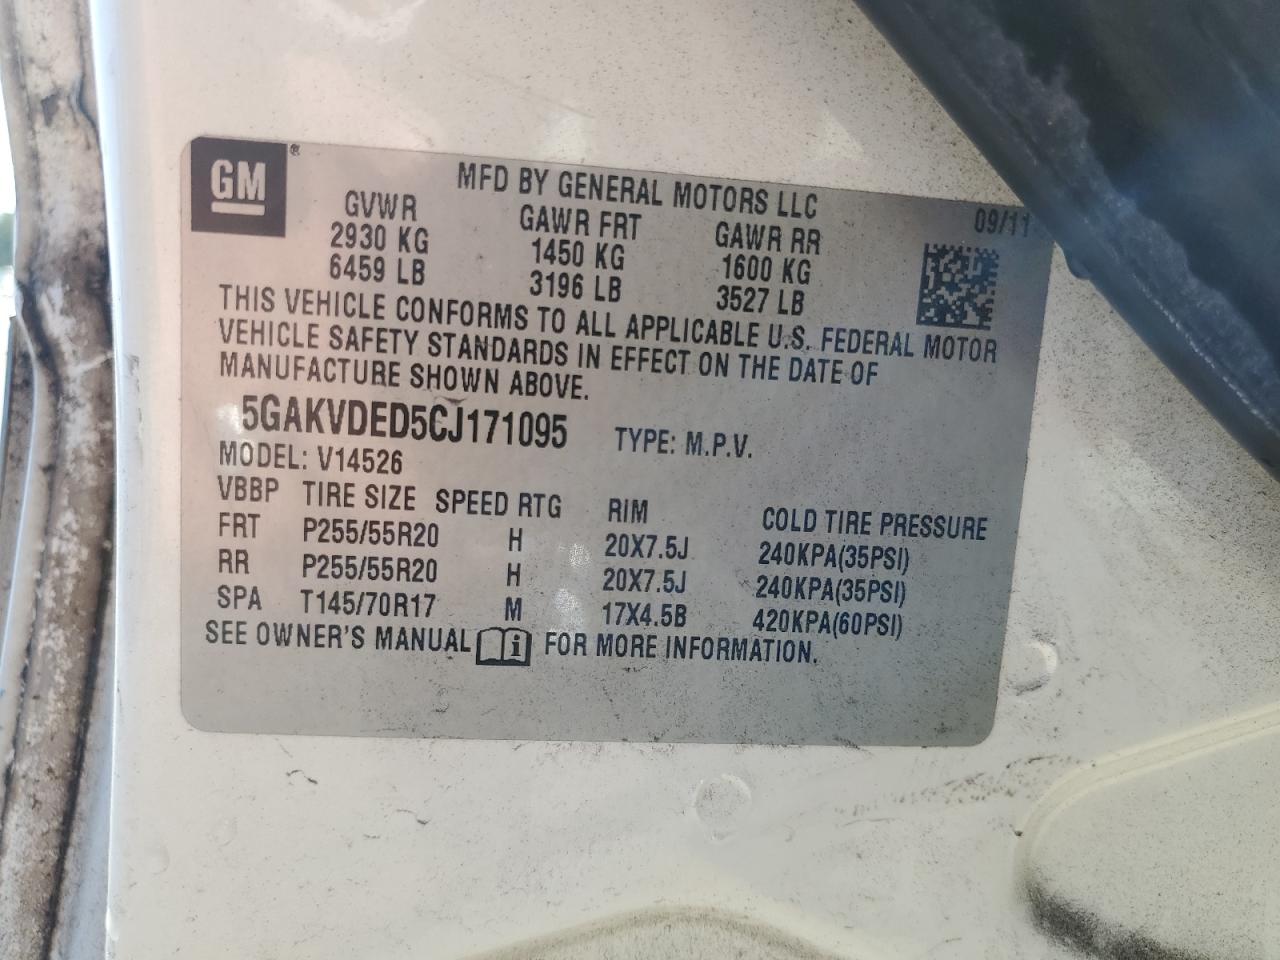 GM®
MFD BY GENERAL MOTORS LLC
09/11
GVWR GAWR FRT GAWR RR
2930 KG 1450 KG 1600 KG
6459 LB 3196 LB 3527 LB
THIS VEHICLE CONFORMS TO ALL APPLICABLE U.S. FEDERAL MOTOR
VEHICLE SAFETY STANDARDS IN EFFECT ON THE DATE OF
MANUFACTURE SHOWN ABOVE.
5GAKVDED5CJ171095 TYPE: M.P.V.
MODEL: V14526
VBBP TIRE SIZE SPEED RTG RIM COLD TIRE PRESSURE
FRT P255/55R20 H 20X7.5J 240KPA(35PSI)
RR P255/55R20 H 20X7.5J 240KPA(35PSI)
SPA T145/70R17 M 17X4.5B 420KPA(60PSI)
SEE OWNER'S MANUAL FOR MORE INFORMATION.